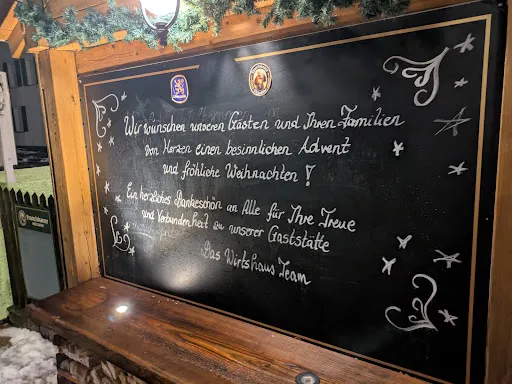 Wir wünschen unseren Gästen und Ihren Familien
von Herzen einen besinnlichen Advent
und fröhliche Weihnachten!
Ein herzliches Dankeschön an Alle für Ihre Treue
und Verbundenheit zu unserer Gaststätte
Das Wirtshaus Team
Franziskaner